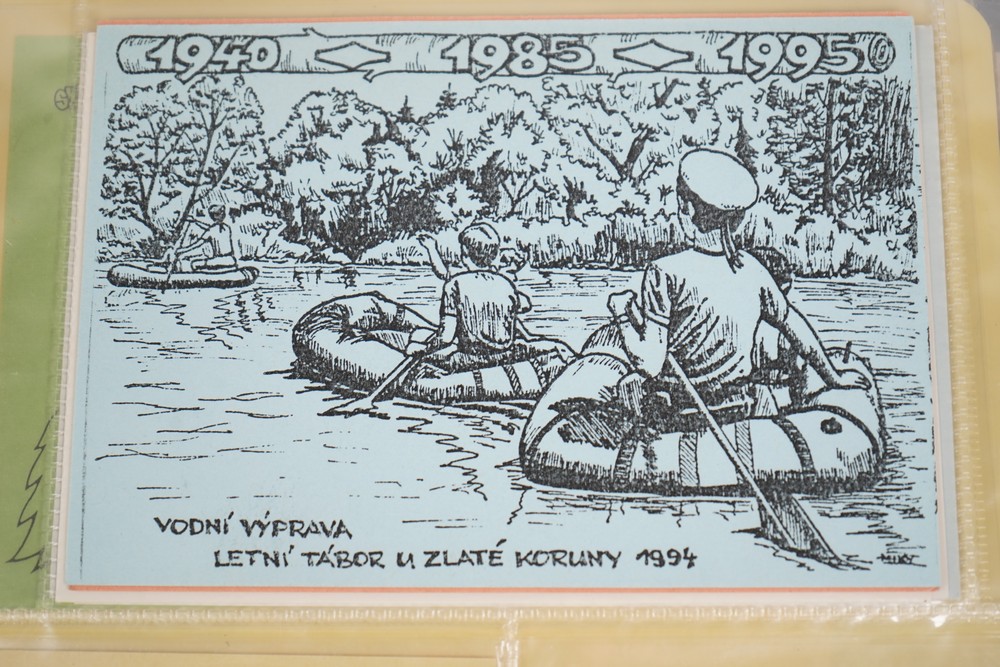 1940 1985 1995
VODNÍ VÝPRAVA
LETNÍ TÁBOR U ZLATÉ KORUNY 1994